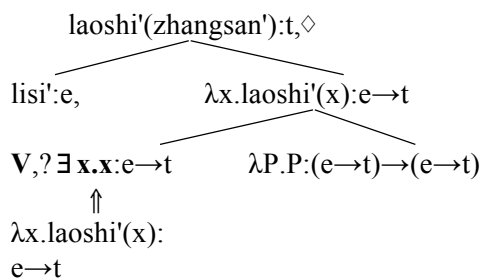 laoshi'(zhangsan'):t,♢
lisi':e, λx.laoshi'(x):e→t
V,?∃x.x:e→t λP.P:(e→t)→(e→t)
⇑
λx.laoshi'(x):
e→t